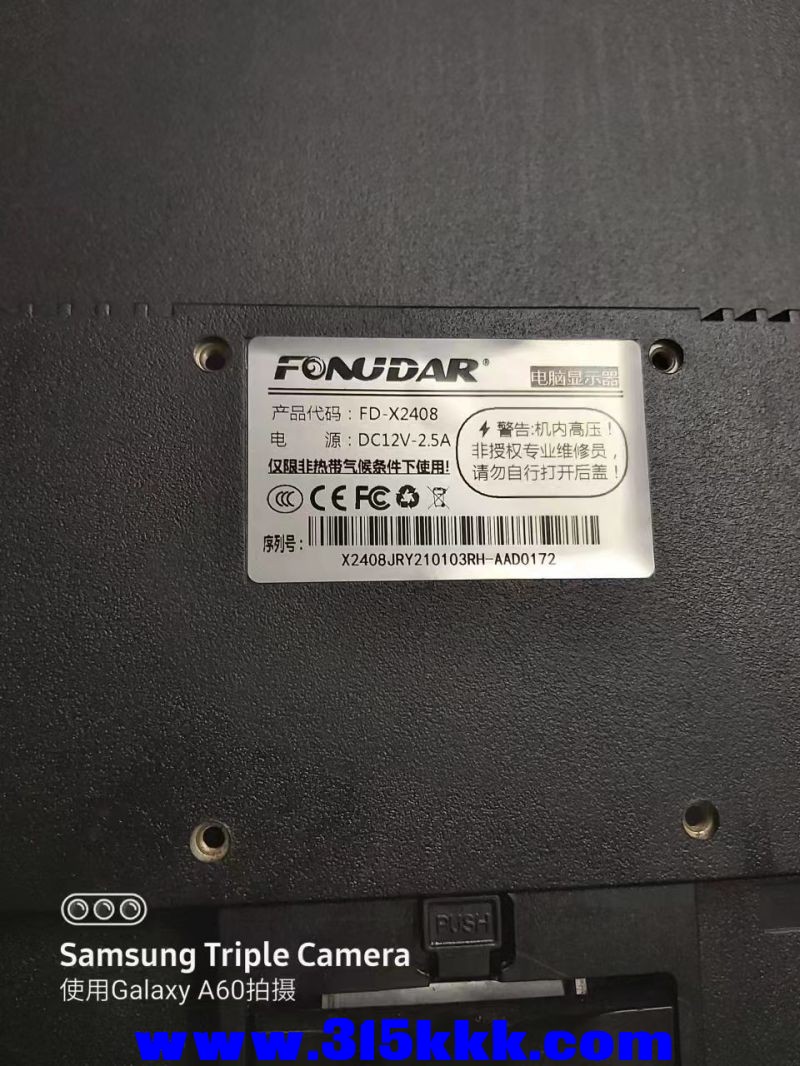 FONUDAR®
电脑显示器
产品代码：FD-X2408
电 源：DC12V-2.5A
仅限非热带气候条件下使用！
警告:机内高压！
非授权专业维修员，
请勿自行打开后盖！
CCC CE FC
序列号：
X2408JRY210103RH-AAD0172
PUSH
Samsung Triple Camera
使用Galaxy A60拍摄
www.315kkk.com